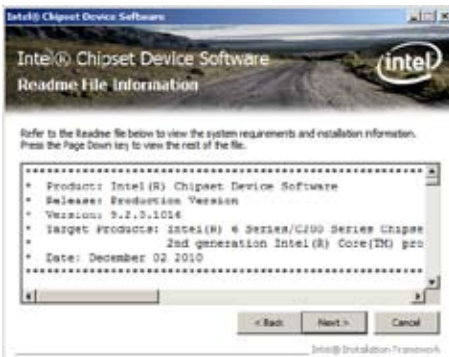 Intel® Chipset Device Software
Intel® Chipset Device Software
intel
Readme File Information
Refer to the Readme file below to view the system requirements and installation information.
Press the Page Down key to view the rest of the file.
************************************************
* Product: Intel(R) Chipset Device Software
* Release: Production Version
* Version: 9.2.0.1016
* Target Products: Intel(R) 6 Series/C200 Series Chipse
* 2nd generation Intel(R) Core(TM) pro
* Date: December 02 2010
************************************************
< Back Next > Cancel
Intel® Installation Framework